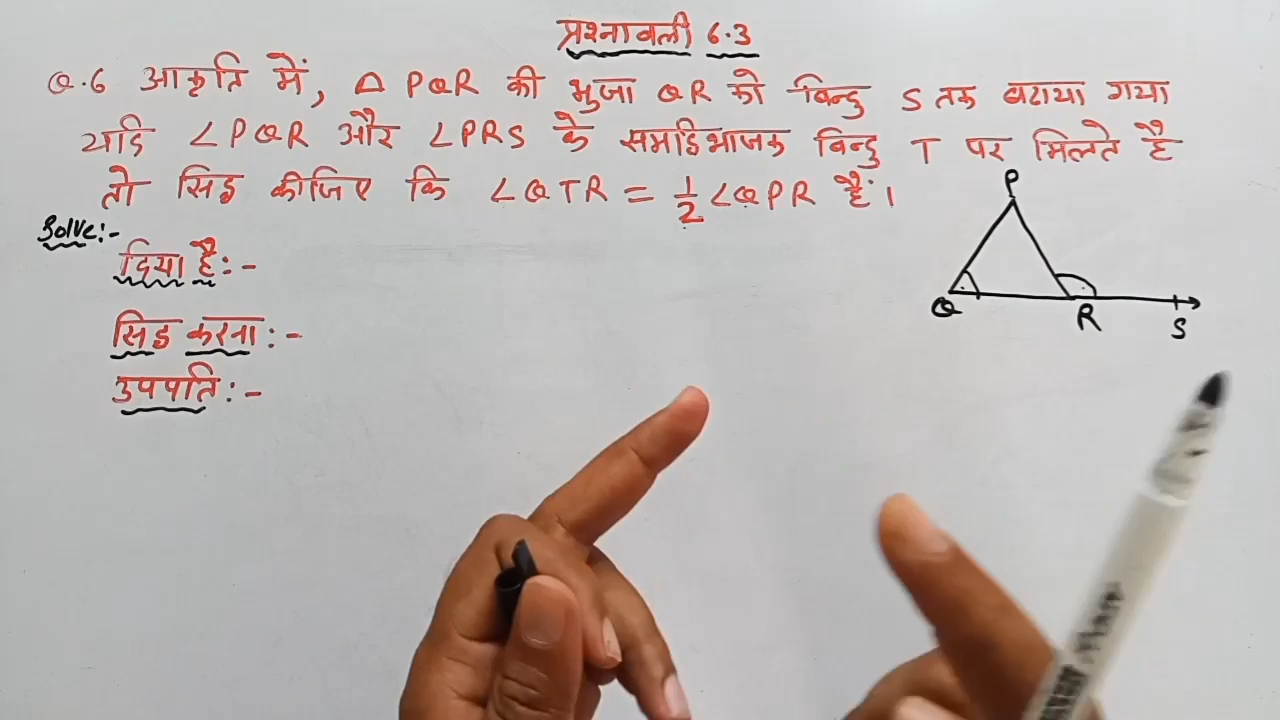 प्रश्नावली 6.3
Q.6 आकृति में, Δ PQR की भुजा QR को बिन्दु S तक बढाया गया
यदि ∠PQR और ∠PRS के समद्विभाजक बिन्दु T पर मिलते है
तो सिद्ध कीजिए कि ∠QTR = 1/2 ∠QPR है।
Solve:-
दिया है:-
सिद्ध करना:-
उपपति:-
P
Q R S